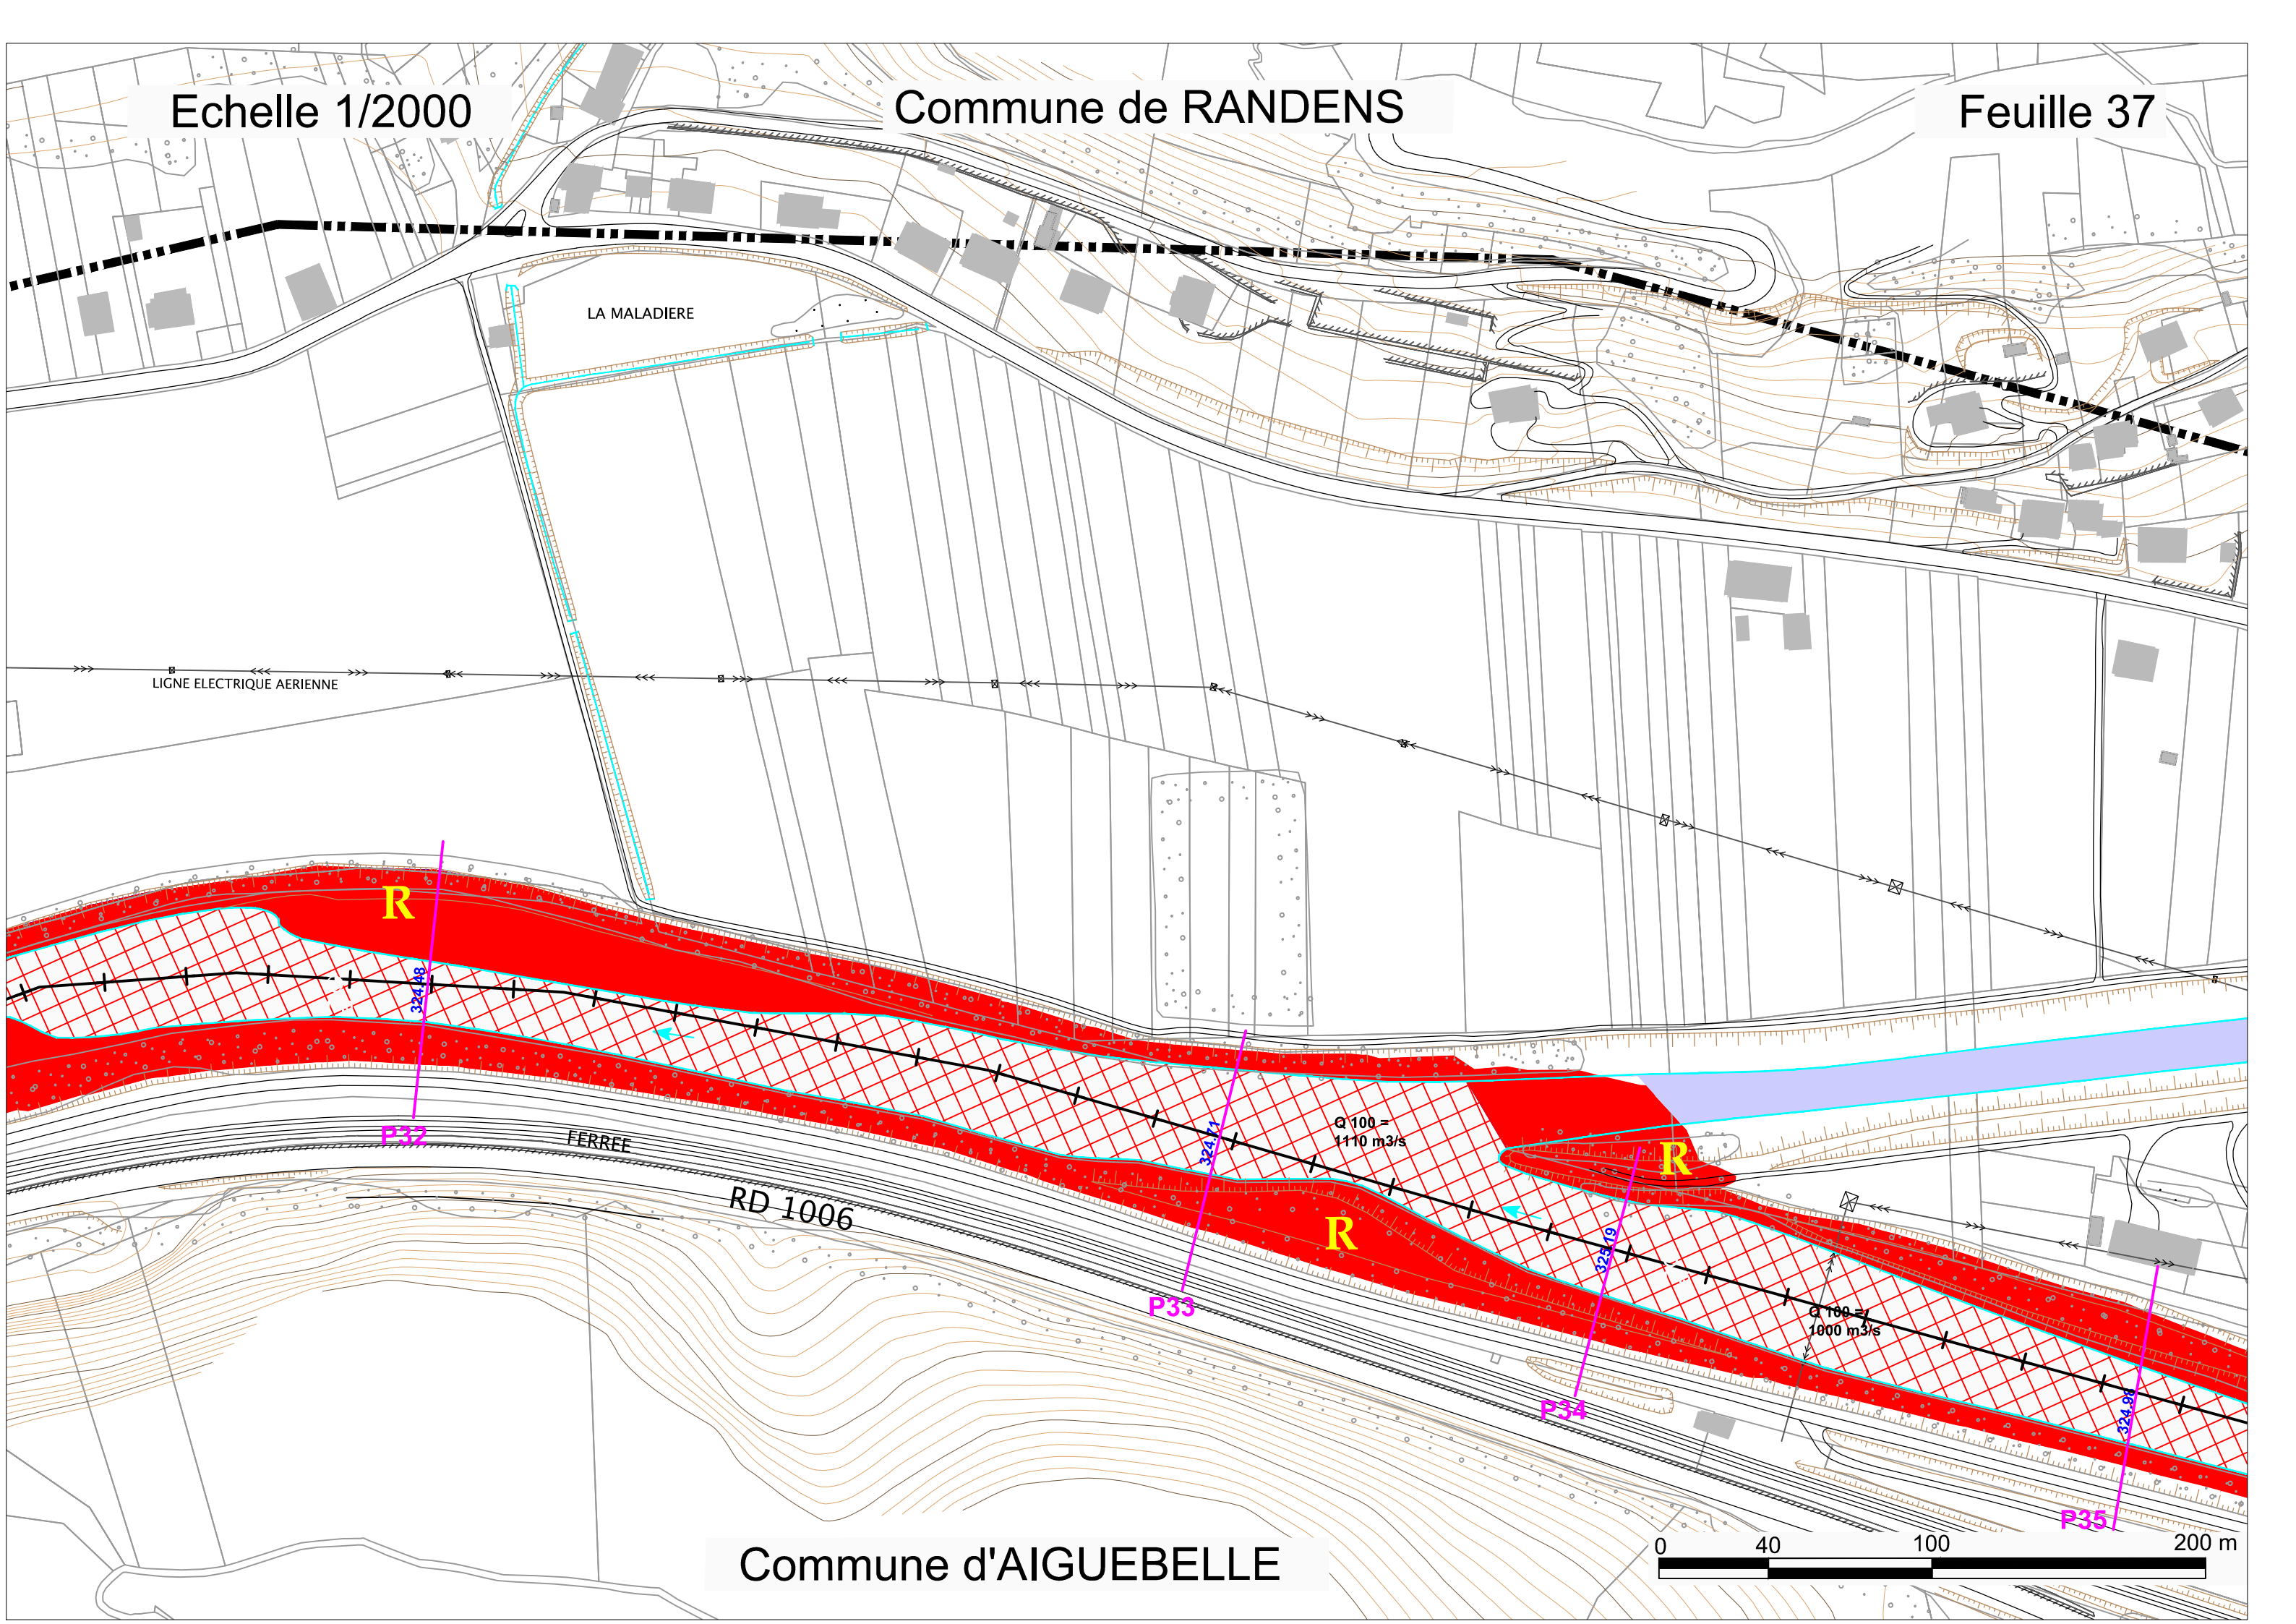 Echelle 1/2000
Commune de RANDENS
Feuille 37
LA MALADIERE
LIGNE ELECTRIQUE AERIENNE
R
324.48
P32
FERREE
RD 1006
324.71
P33
Q 100 =
1110 m3/s
R
R
325.19
P34
Q 100 =
1000 m3/s
324.98
P35
Commune d'AIGUEBELLE
0 40 100 200 m